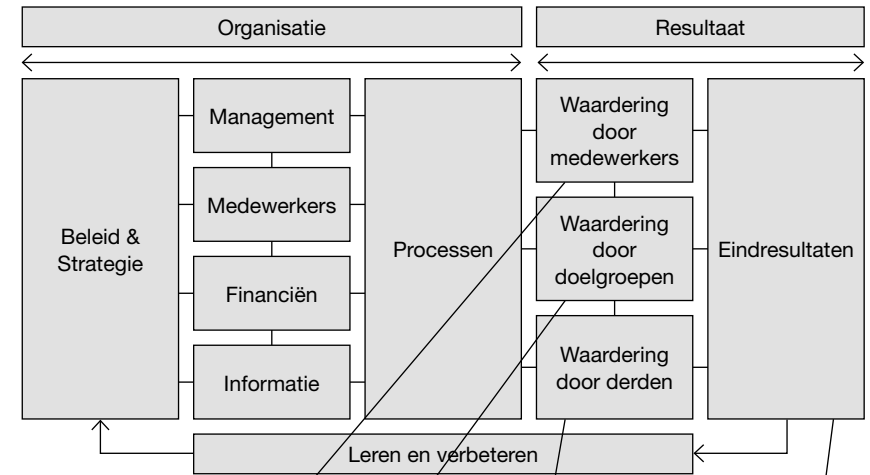 Organisatie
Resultaat
Beleid &
Strategie
Management
Medewerkers
Financiën
Informatie
Processen
Waardering
door
medewerkers
Waardering
door
doelgroepen
Waardering
door derden
Eindresultaten
Leren en verbeteren